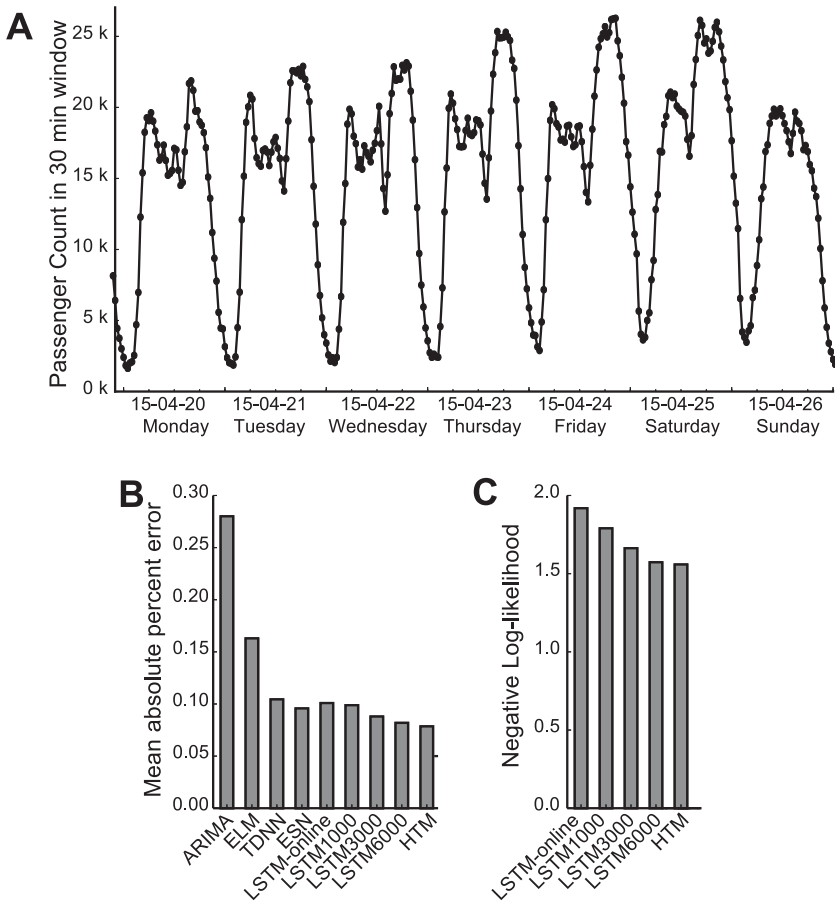 A
Passenger Count in 30 min window
25 k
20 k
15 k
10 k
5 k
0 k
15-04-20 15-04-21 15-04-22 15-04-23 15-04-24 15-04-25 15-04-26
Monday Tuesday Wednesday Thursday Friday Saturday Sunday
B
Mean absolute percent error
0.30
0.25
0.20
0.15
0.10
0.05
0.00
ARIMA
ELM
TDNN
ESN
LSTM-online
LSTM1000
LSTM3000
LSTM6000
HTM
C
Negative Log-likelihood
2.0
1.5
1.0
0.5
0.0
LSTM-online
LSTM1000
LSTM3000
LSTM6000
HTM